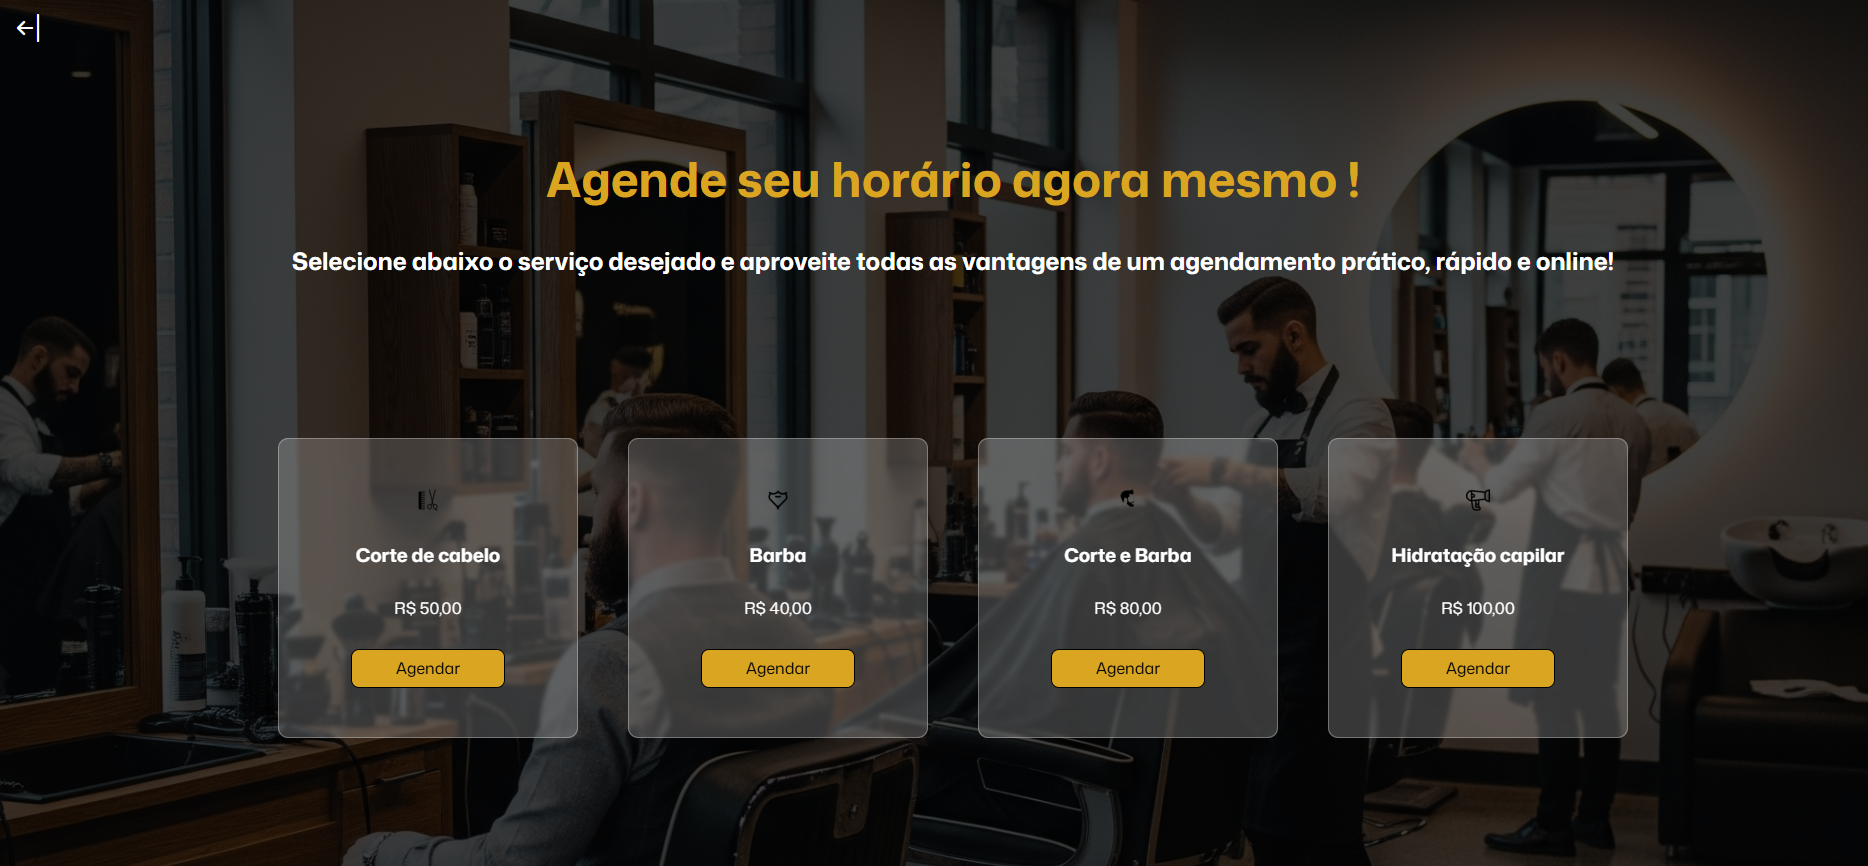 Agende seu horário agora mesmo !
Selecione abaixo o serviço desejado e aproveite todas as vantagens de um agendamento prático, rápido e online!
Corte de cabelo
R$ 50,00
Agendar
Barba
R$ 40,00
Agendar
Corte e Barba
R$ 80,00
Agendar
Hidratação capilar
R$ 100,00
Agendar